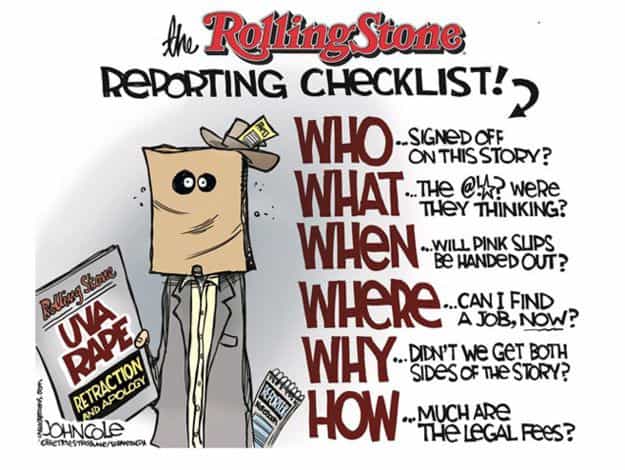 the Rolling Stone
REPORTING CHECKLIST!
WHO...SIGNED OFF
ON THIS STORY?
WHAT...THE @!★? WERE
THEY THINKING?
WHEN...WILL PINK SLIPS
BE HANDED OUT?
WHERE...CAN I FIND
A JOB, NOW?
WHY...DIDN'T WE GET BOTH
SIDES OF THE STORY?
HOW...MUCH ARE
THE LEGAL FEES?
Rolling Stone
UVA
RAPE
RETRACTION
AND APOLOGY
REPORTER
NOTEBOOK
JOHN COLE